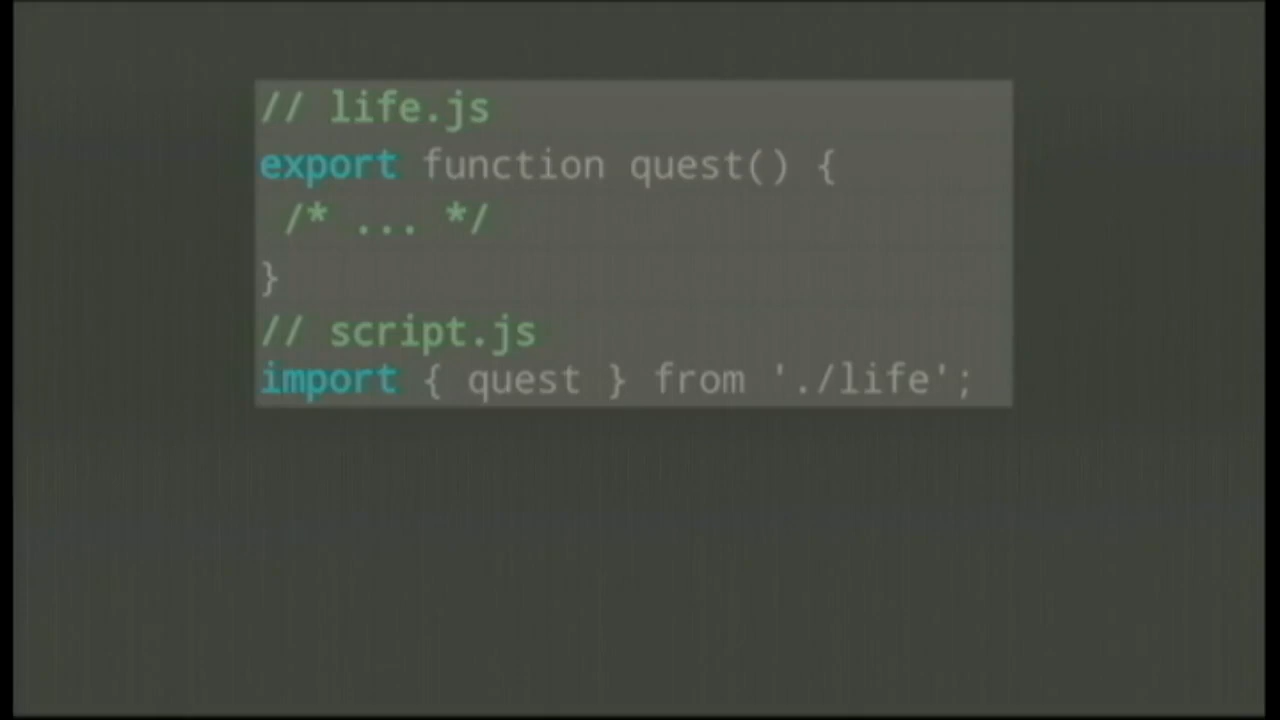 // life.js
export function quest() {
 /* ... */
}
// script.js
import { quest } from './life';